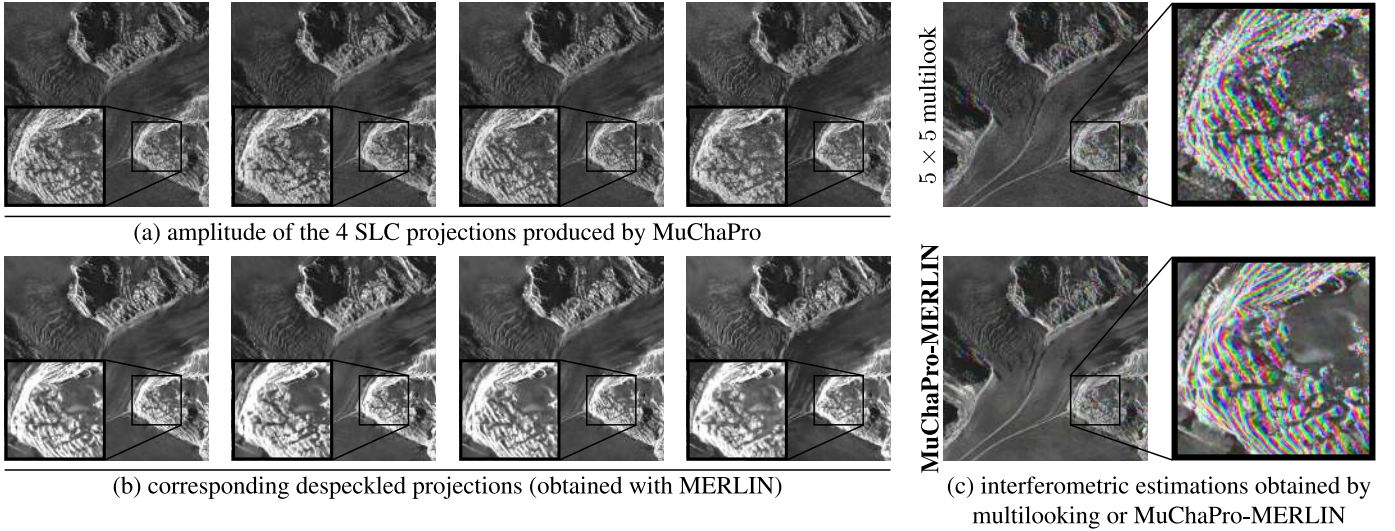 5 × 5 multilook
(a) amplitude of the 4 SLC projections produced by MuChaPro
MuChaPro-MERLIN
(b) corresponding despeckled projections (obtained with MERLIN)
(c) interferometric estimations obtained by
multilooking or MuChaPro-MERLIN